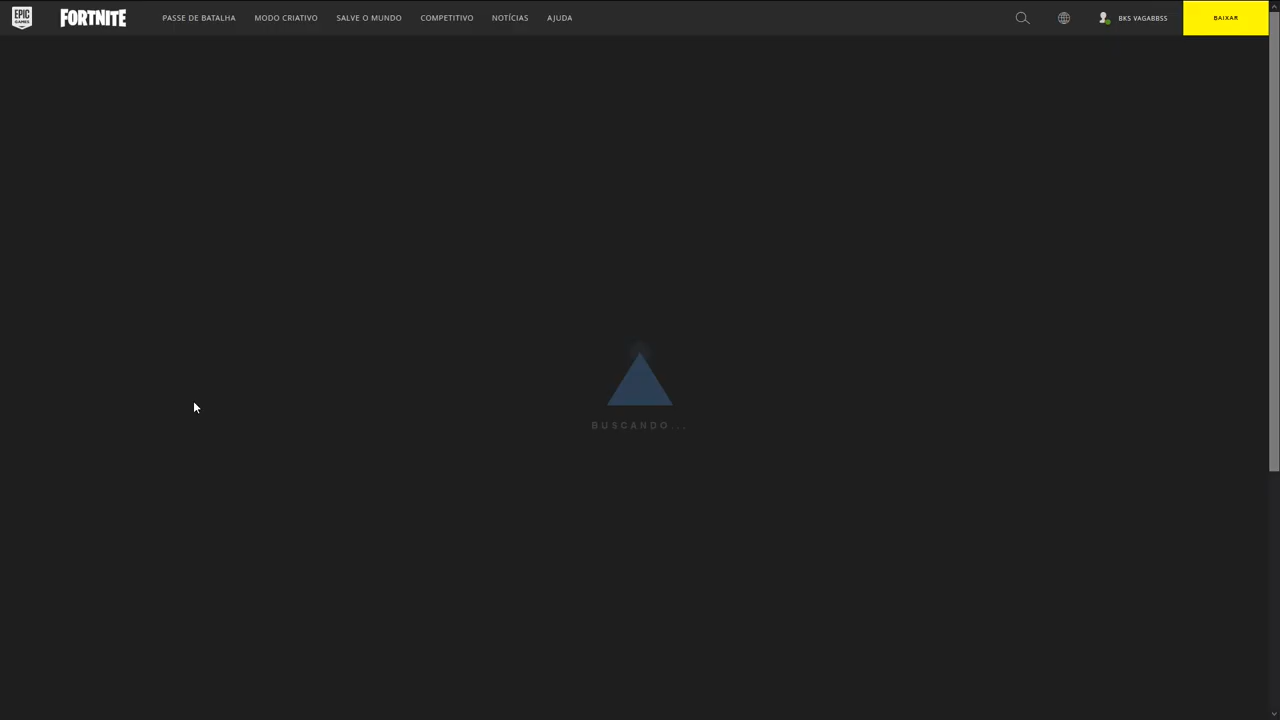 EPIC GAMES
FORTNITE
PASSE DE BATALHA
MODO CRIATIVO
SALVE O MUNDO
COMPETITIVO
NOTÍCIAS
AJUDA
BKS VAGABBSS
BAIXAR
BUSCANDO...